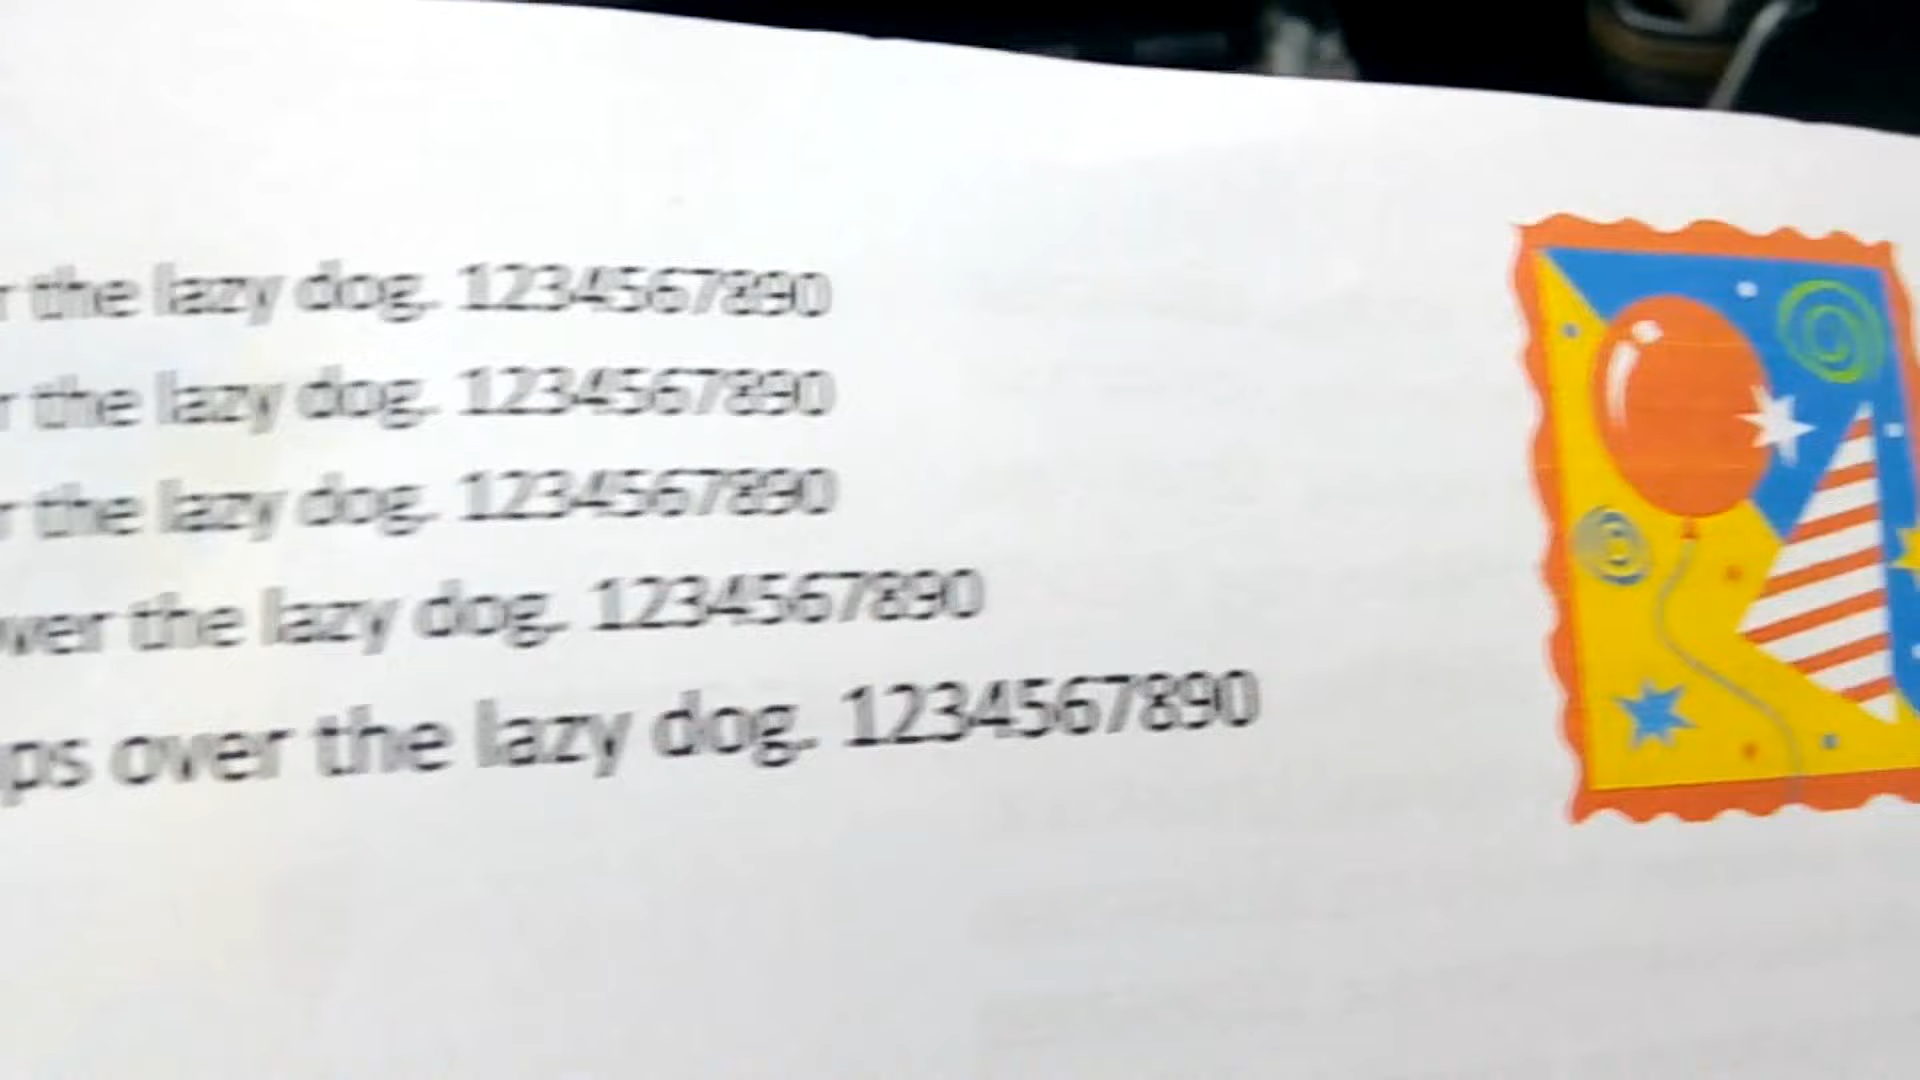 r the lazy dog. 1234567890
r the lazy dog. 1234567890
r the lazy dog. 1234567890
ver the lazy dog. 1234567890
ps over the lazy dog. 1234567890